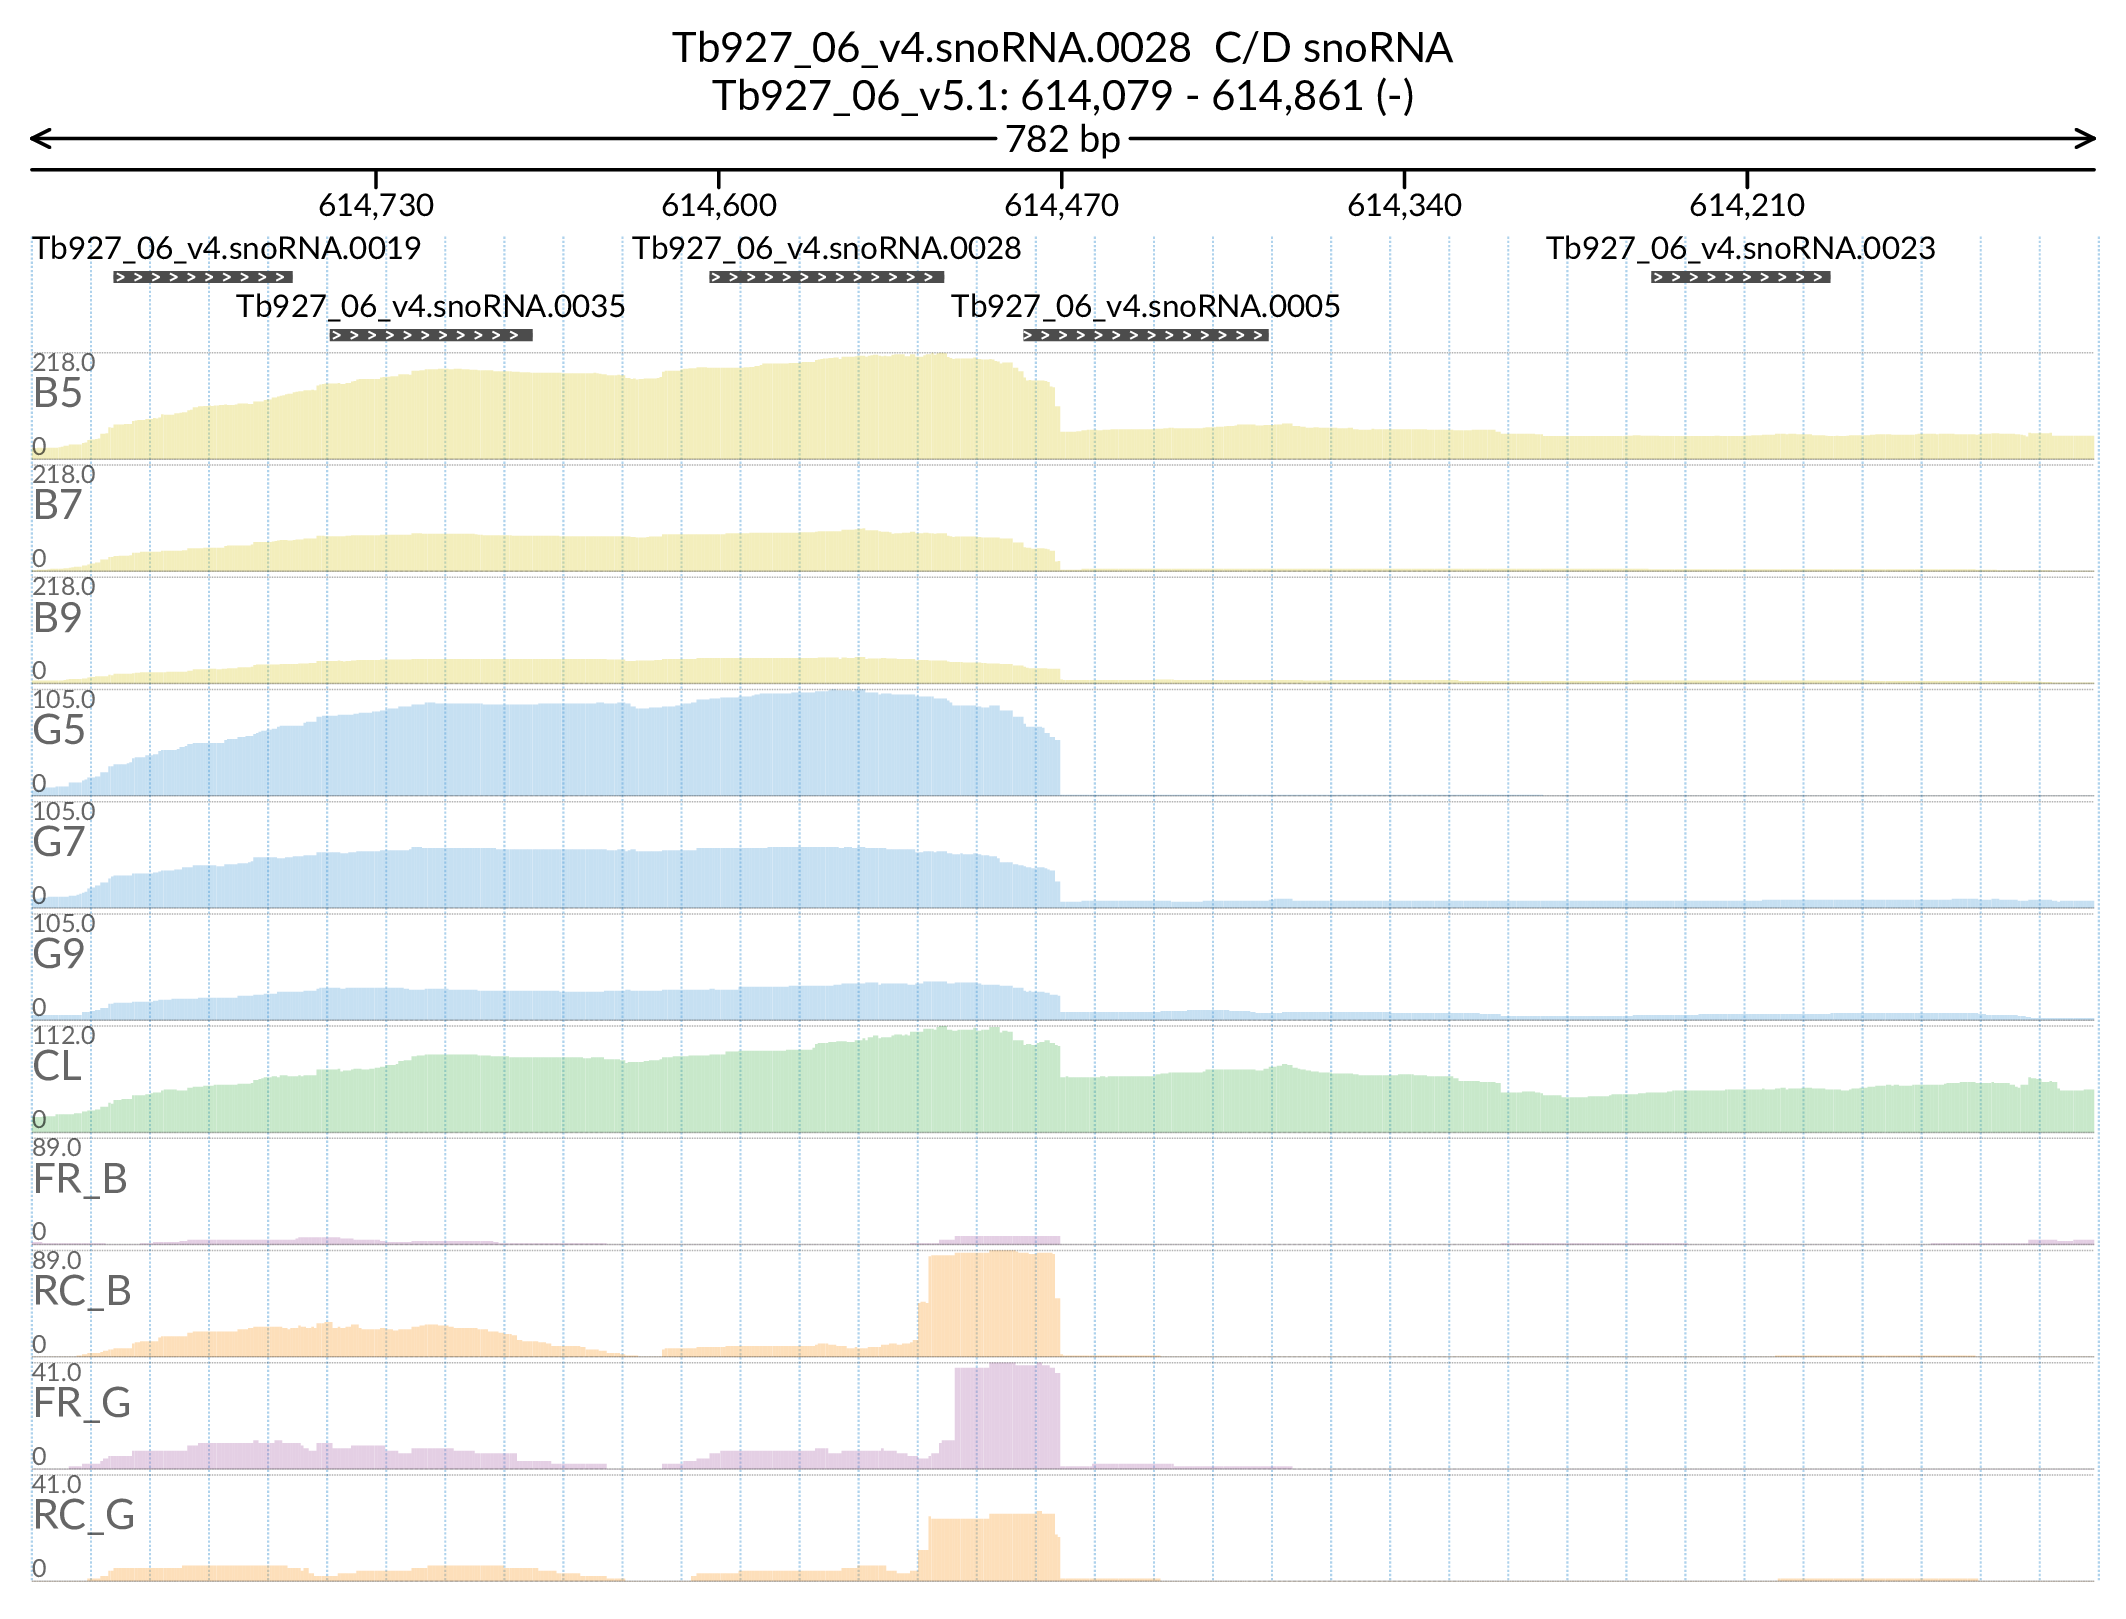 Tb927_06_v4.snoRNA.0028  C/D snoRNA
Tb927_06_v5.1: 614,079 - 614,861 (-)
782 bp
614,730 614,600 614,470 614,340 614,210
Tb927_06_v4.snoRNA.0019 Tb927_06_v4.snoRNA.0028 Tb927_06_v4.snoRNA.0023
Tb927_06_v4.snoRNA.0035 Tb927_06_v4.snoRNA.0005
218.0
B5
0
218.0
B7
0
218.0
B9
0
105.0
G5
0
105.0
G7
0
105.0
G9
0
112.0
CL
0
89.0
FR_B
0
89.0
RC_B
0
41.0
FR_G
0
41.0
RC_G
0